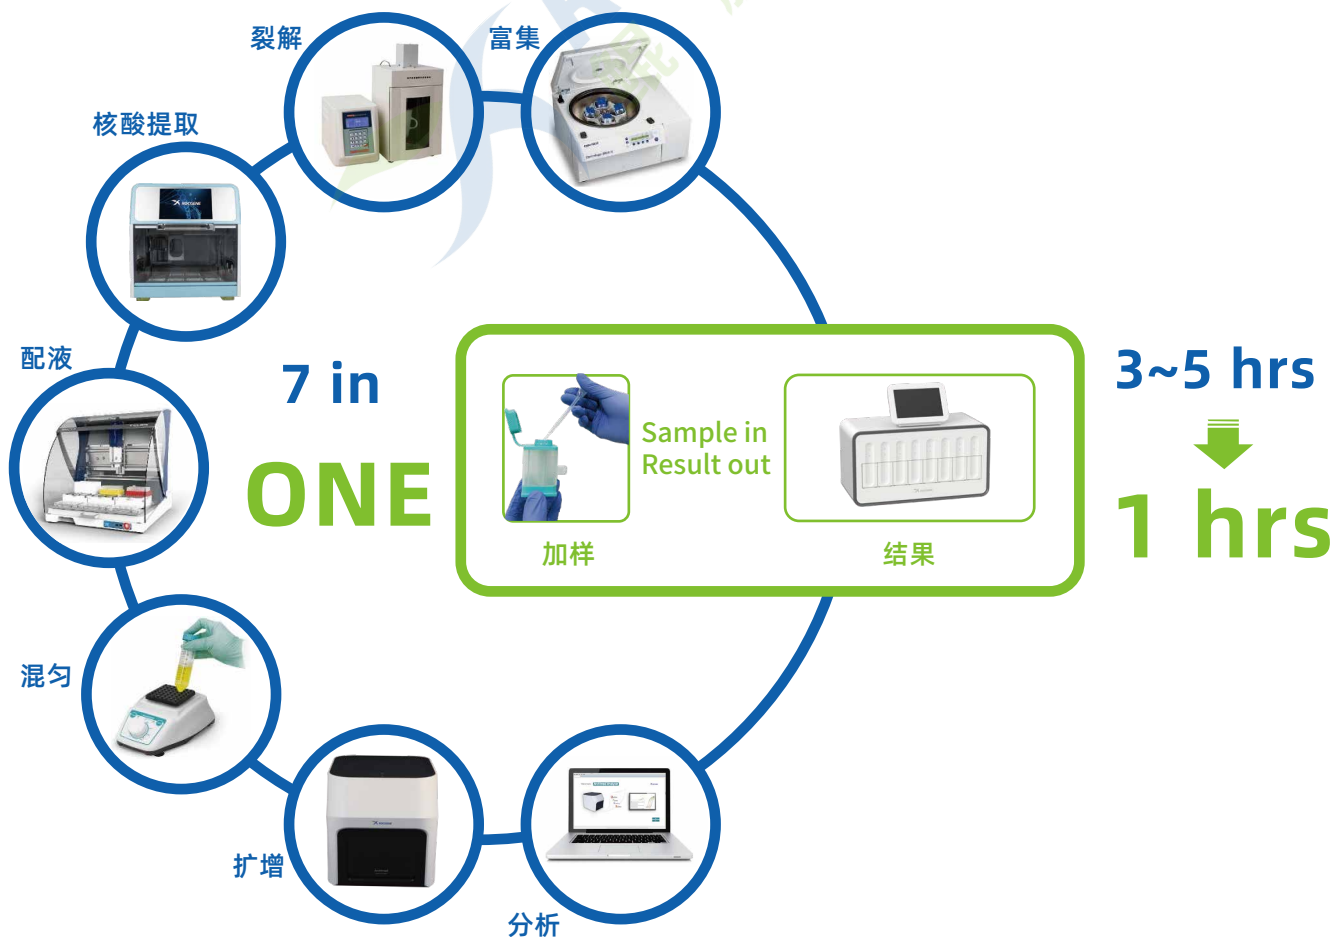 裂解
富集
核酸提取
配液
7 in
ONE
Sample in
Result out
加样
结果
3~5 hrs
1 hrs
混匀
扩增
分析